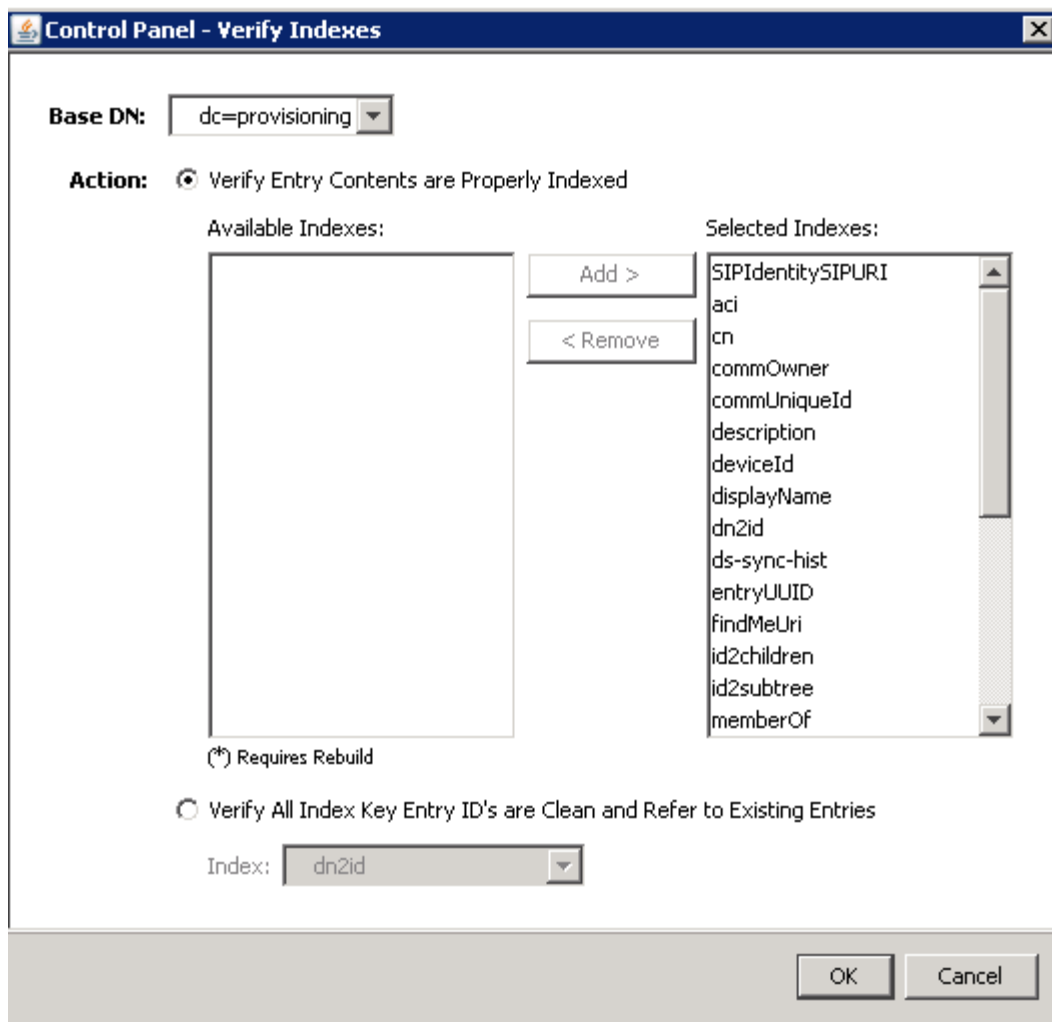 Control Panel - Verify Indexes
Base DN: dc=provisioning
Action: Verify Entry Contents are Properly Indexed
Available Indexes:
Selected Indexes:
Add >
< Remove
SIPIdentitySIPURI
aci
cn
commOwner
commUniqueId
description
deviceId
displayName
dn2id
ds-sync-hist
entryUUID
findMeUri
id2children
id2subtree
memberOf
(*) Requires Rebuild
Verify All Index Key Entry ID's are Clean and Refer to Existing Entries
Index: dn2id
OK Cancel